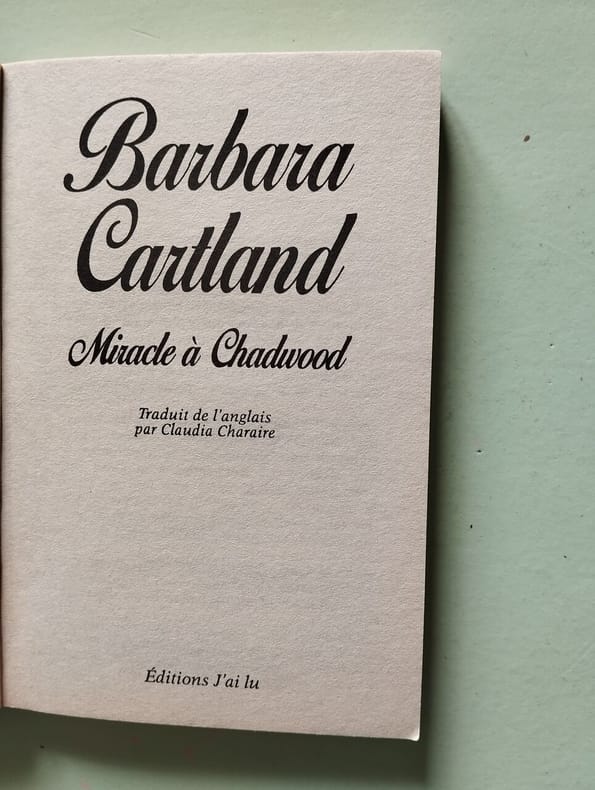 Barbara
Cartland
Miracle à Chadwood
Traduit de l'anglais
par Claudia Charaire
Éditions J'ai lu